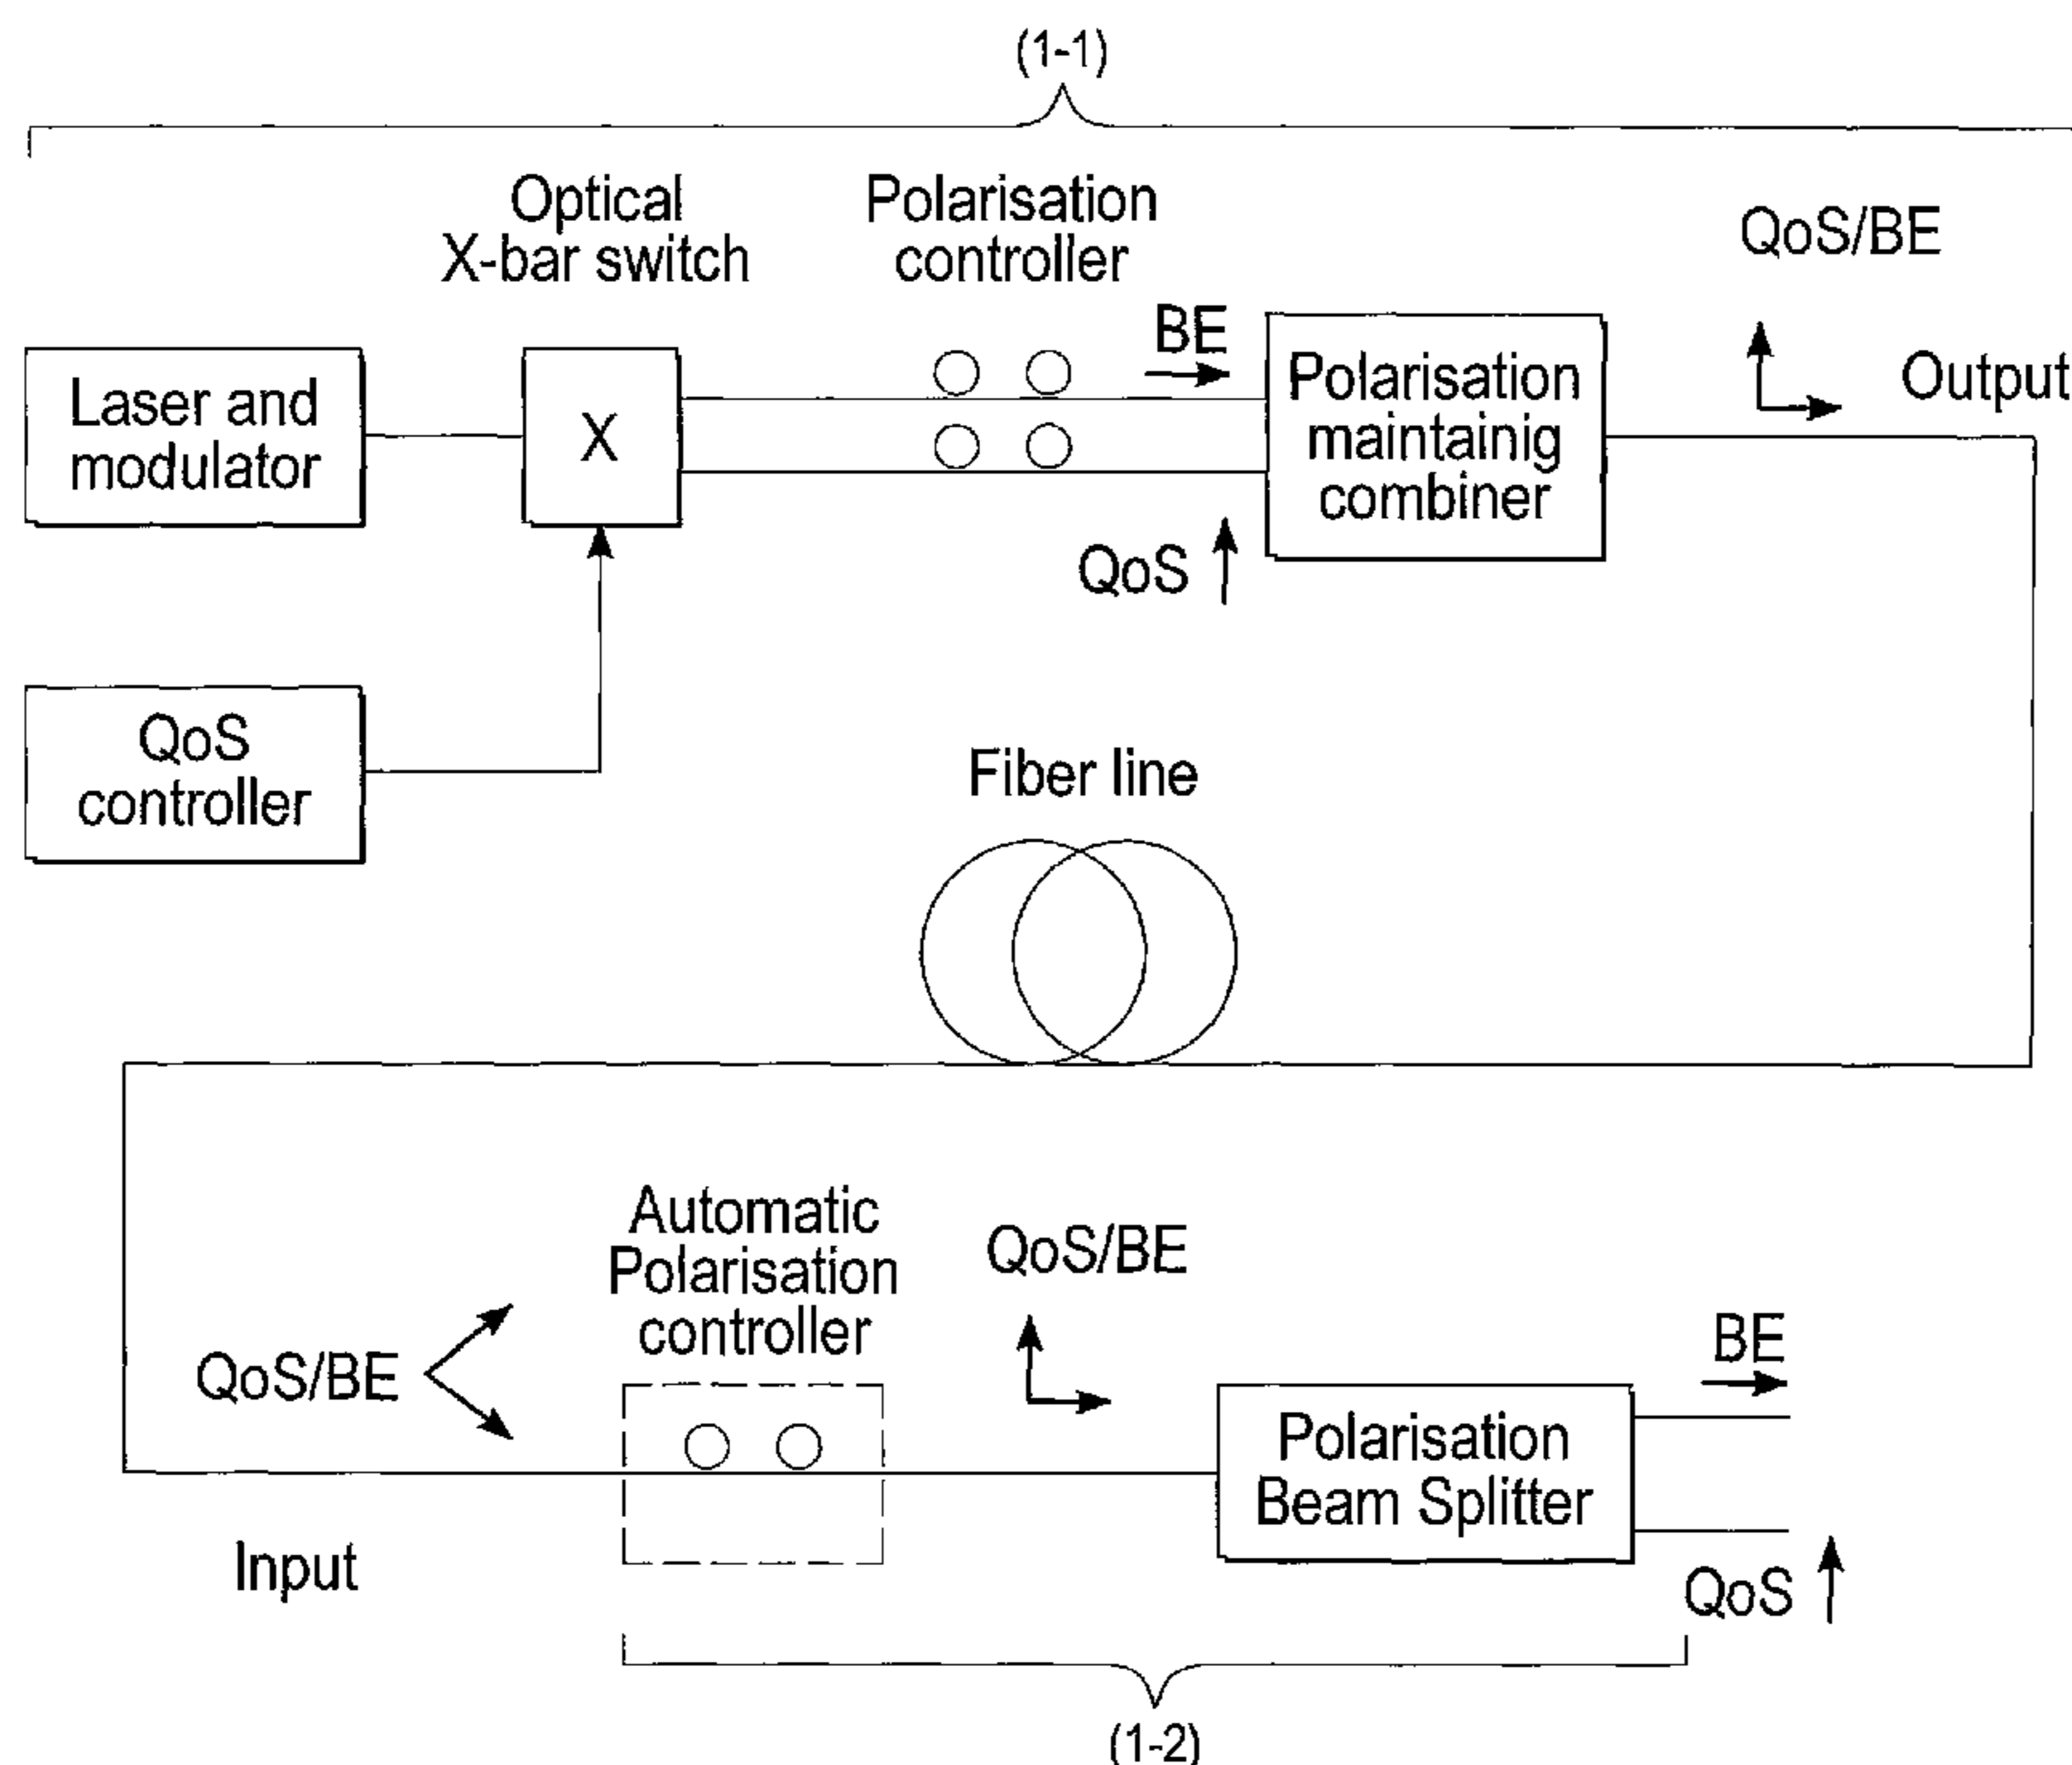 (1-1)
Optical
X-bar switch
Polarisation
controller
QoS/BE
BE
Laser and
modulator
X
Polarisation
maintainig
combiner
Output
QoS
QoS
controller
Fiber line
Automatic
Polarisation
controller
QoS/BE
QoS/BE
BE
Polarisation
Beam Splitter
Input
QoS
(1-2)